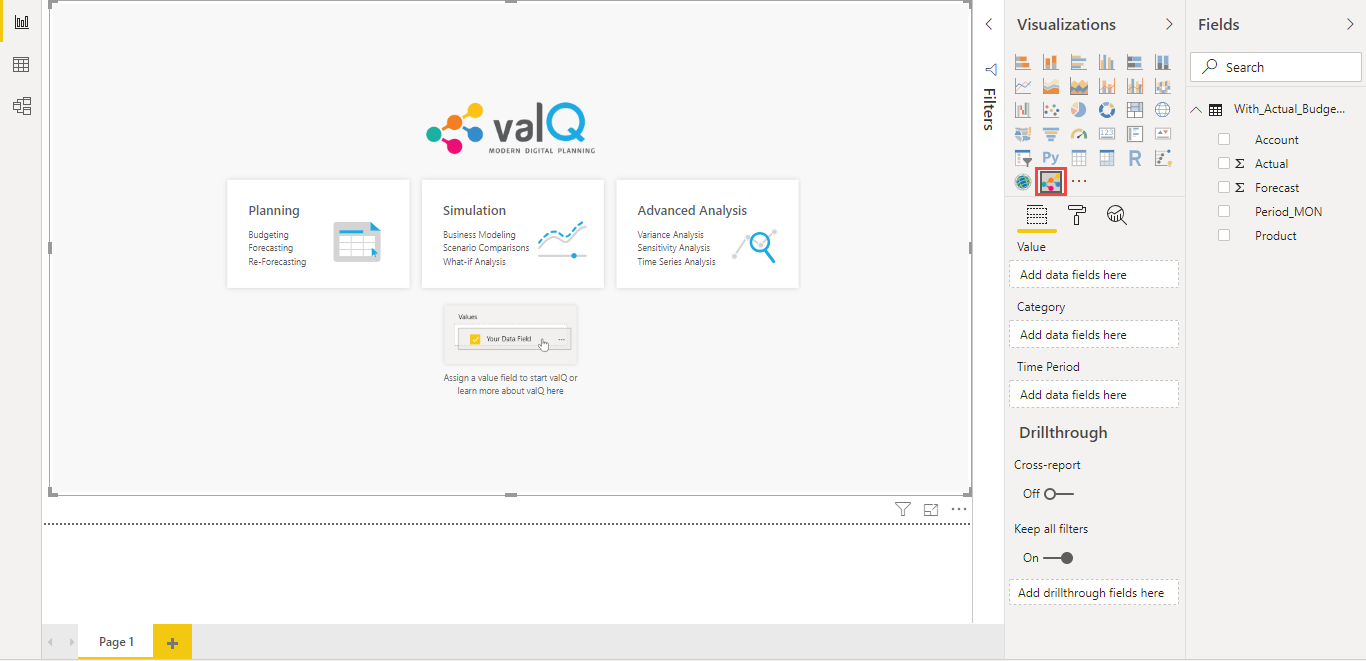 valQ
MODERN DIGITAL PLANNING
Planning
Budgeting
Forecasting
Re-Forecasting
Simulation
Business Modeling
Scenario Comparisons
What-if Analysis
Advanced Analysis
Variance Analysis
Sensitivity Analysis
Time Series Analysis
Values
Your Data Field
Assign a value field to start valQ or
learn more about valQ here
Page 1
Filters
Visualizations
123
Py
R
Value
Add data fields here
Category
Add data fields here
Time Period
Add data fields here
Drillthrough
Cross-report
Off
Keep all filters
On
Add drillthrough fields here
Fields
Search
With_Actual_Budge...
Account
Σ Actual
Σ Forecast
Period_MON
Product